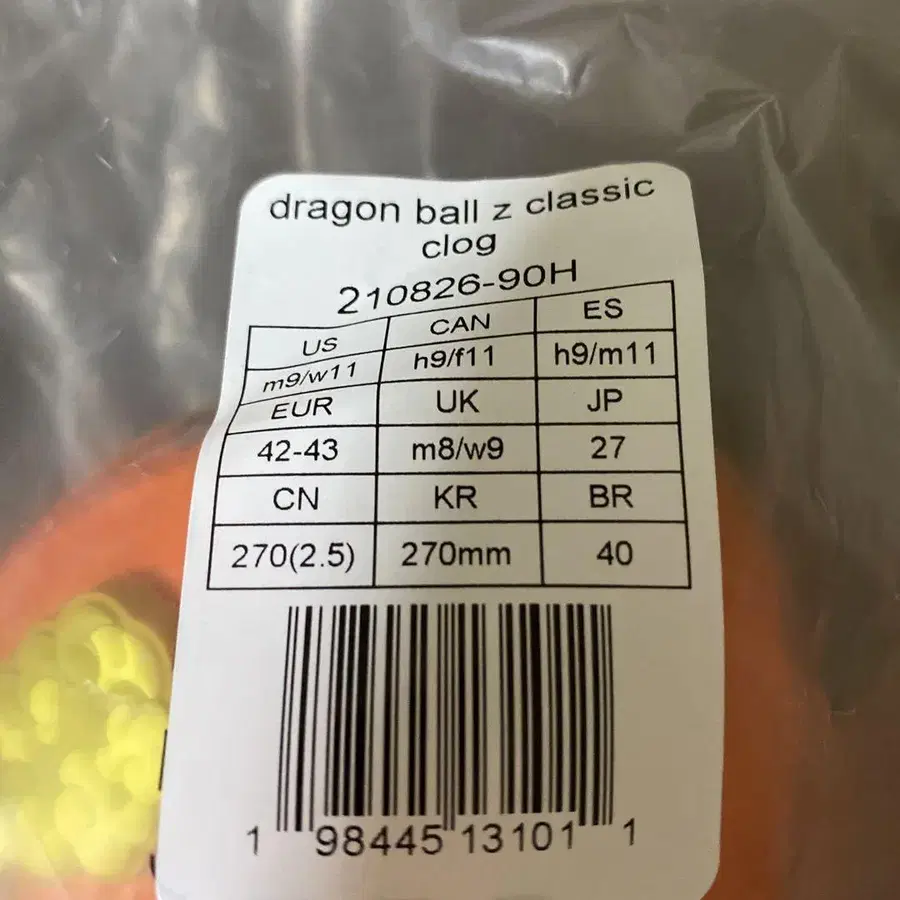 dragon ball z classic
clog
210826-90H
US CAN ES
m9/w11 h9/f11 h9/m11
EUR UK JP
42-43 m8/w9 27
CN KR BR
270(2.5) 270mm 40
1 98445 13101 1